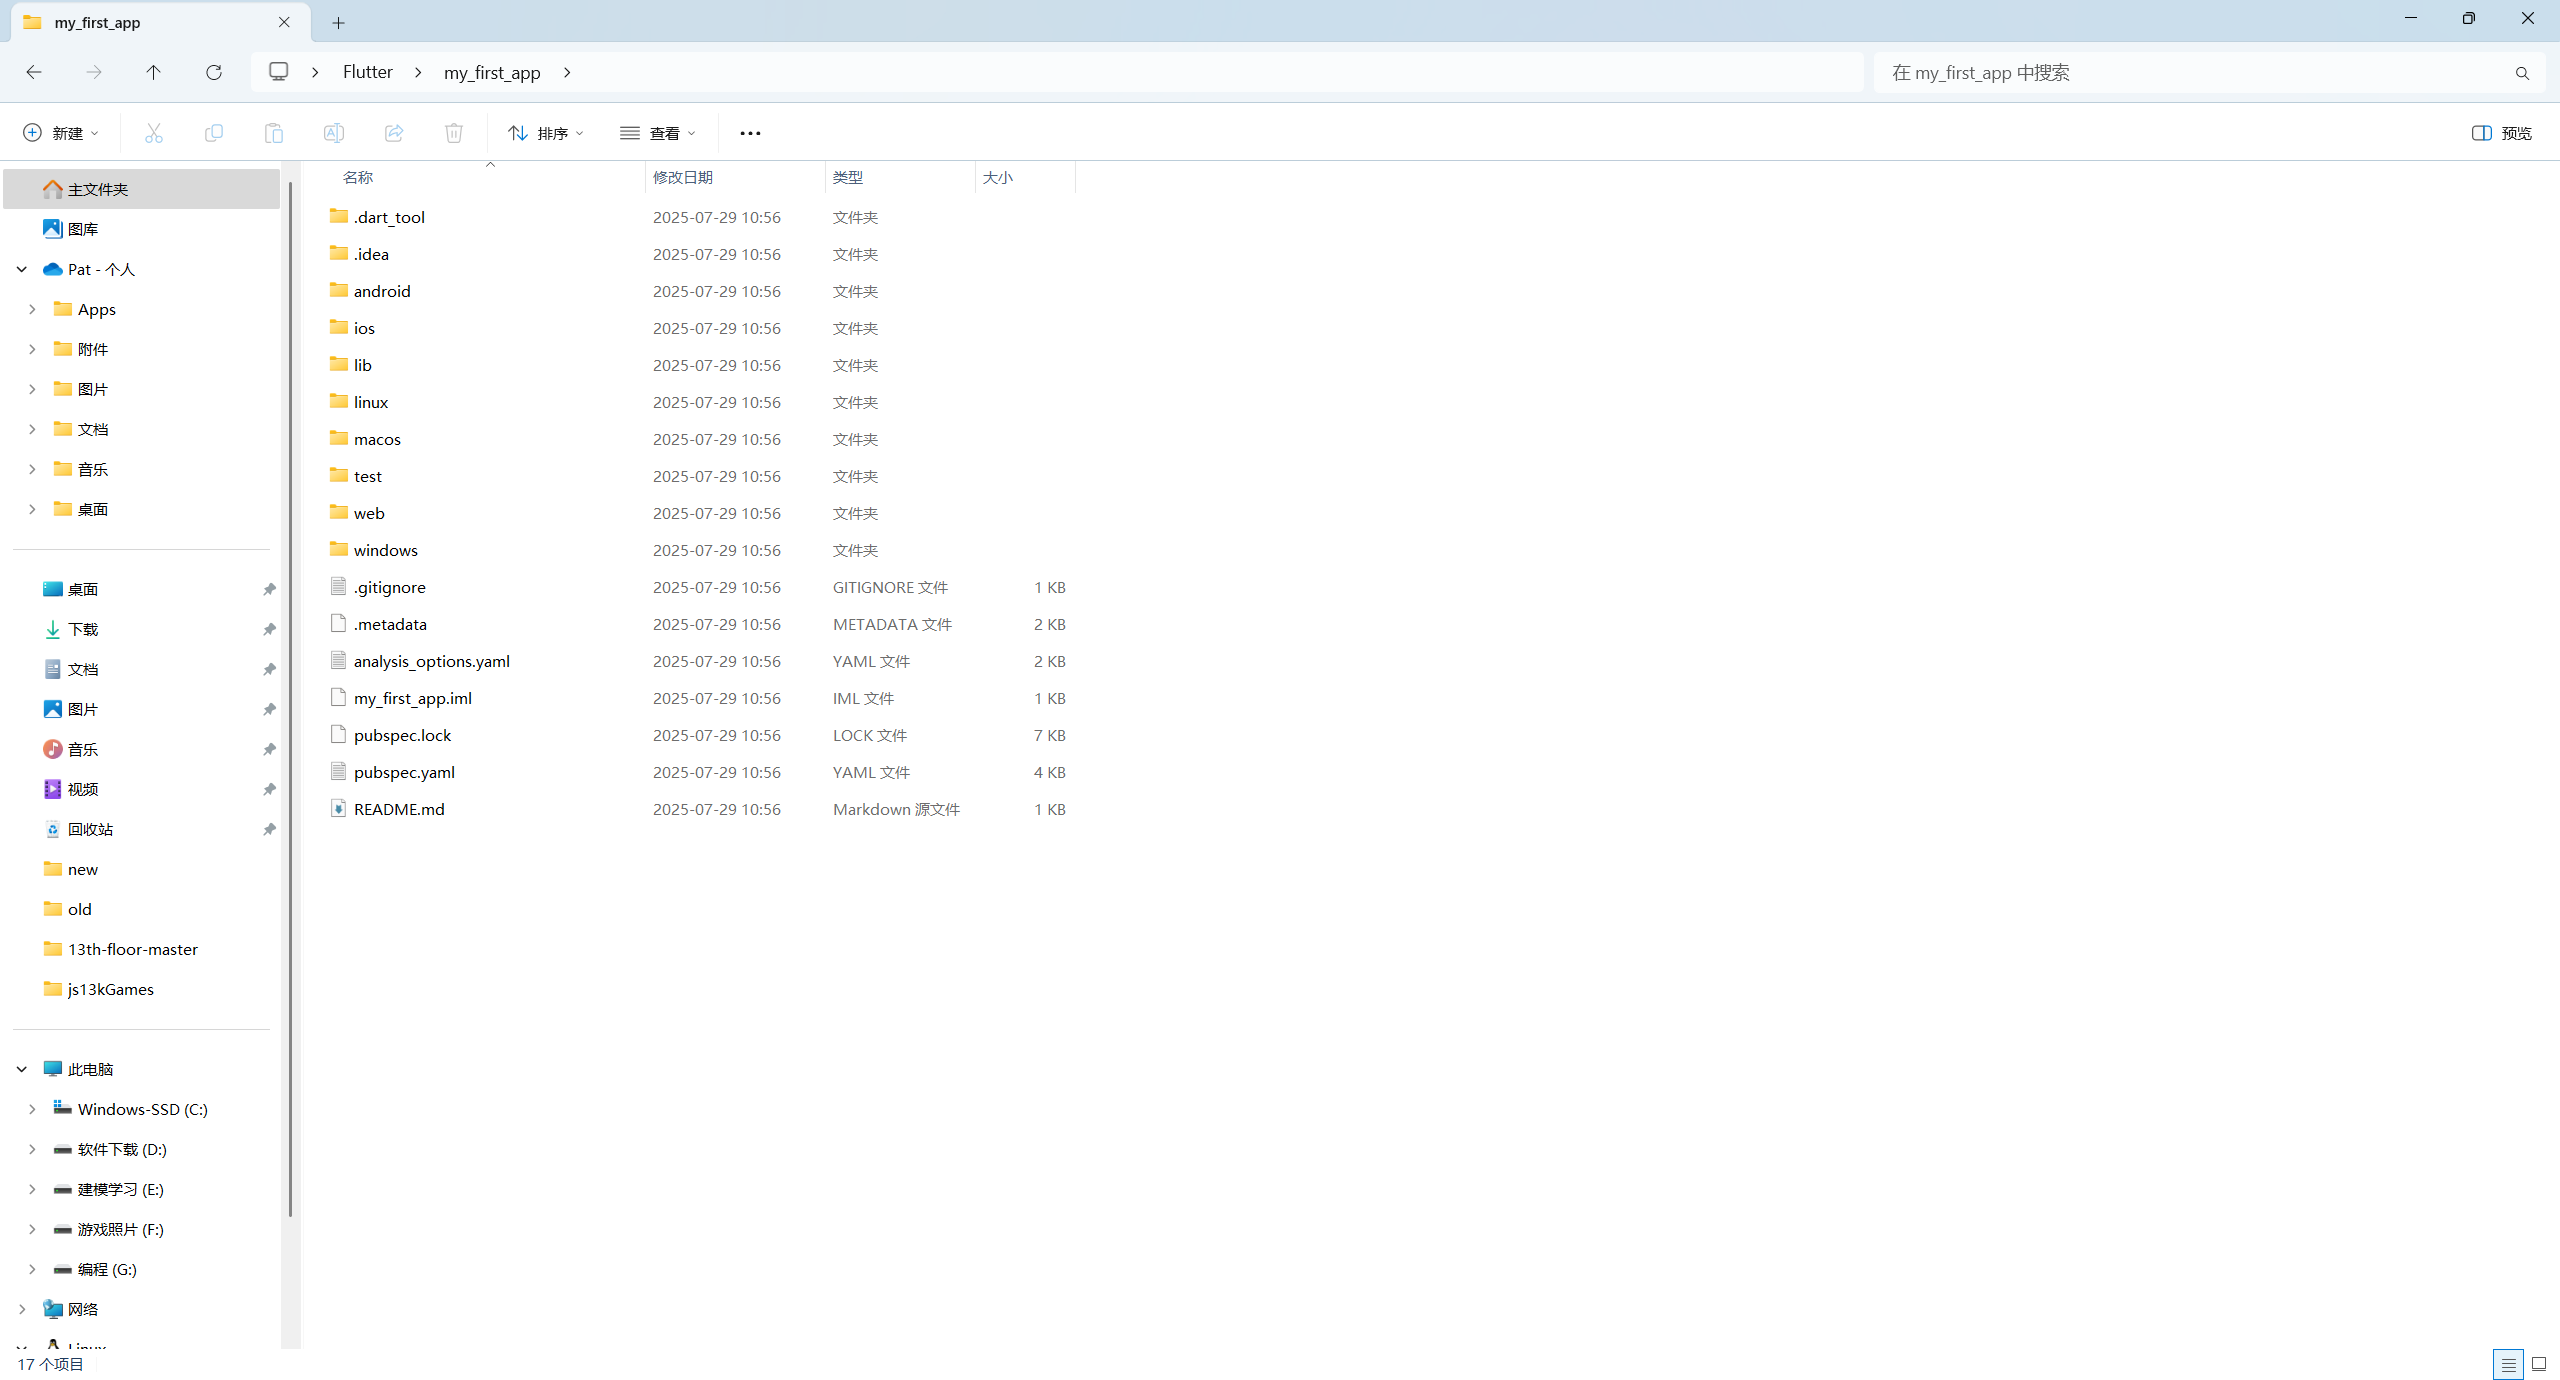 my_first_app
Flutter
my_first_app
在 my_first_app 中搜索
新建
排序
查看
预览
主文件夹
图库
Pat - 个人
Apps
附件
图片
文档
音乐
桌面
桌面
下载
文档
图片
音乐
视频
回收站
new
old
13th-floor-master
js13kGames
此电脑
Windows-SSD (C:)
软件下载 (D:)
建模学习 (E:)
游戏照片 (F:)
编程 (G:)
网络
Linux
名称 修改日期 类型 大小
.dart_tool 2025-07-29 10:56 文件夹
.idea 2025-07-29 10:56 文件夹
android 2025-07-29 10:56 文件夹
ios 2025-07-29 10:56 文件夹
lib 2025-07-29 10:56 文件夹
linux 2025-07-29 10:56 文件夹
macos 2025-07-29 10:56 文件夹
test 2025-07-29 10:56 文件夹
web 2025-07-29 10:56 文件夹
windows 2025-07-29 10:56 文件夹
.gitignore 2025-07-29 10:56 GITIGNORE 文件 1 KB
.metadata 2025-07-29 10:56 METADATA 文件 2 KB
analysis_options.yaml 2025-07-29 10:56 YAML 文件 2 KB
my_first_app.iml 2025-07-29 10:56 IML 文件 1 KB
pubspec.lock 2025-07-29 10:56 LOCK 文件 7 KB
pubspec.yaml 2025-07-29 10:56 YAML 文件 4 KB
README.md 2025-07-29 10:56 Markdown 源文件 1 KB
17 个项目